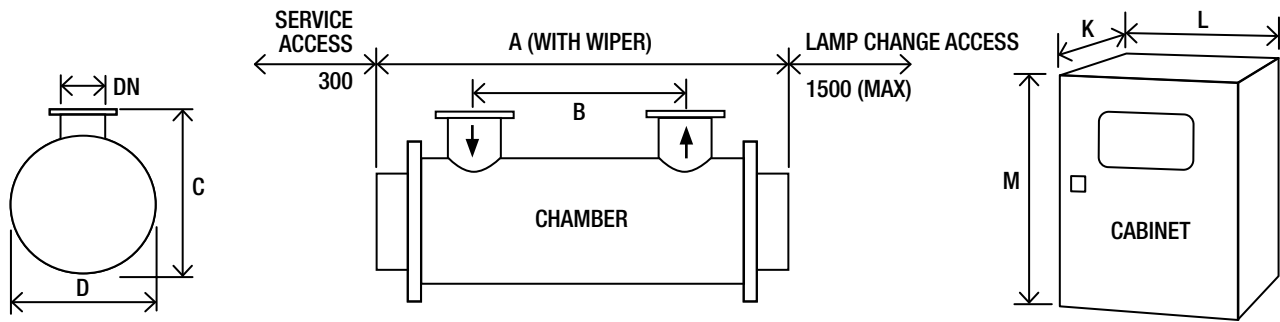 DN
C
D
SERVICE
ACCESS
300
A (WITH WIPER)
B
LAMP CHANGE ACCESS
1500 (MAX)
CHAMBER
K
L
M
CABINET